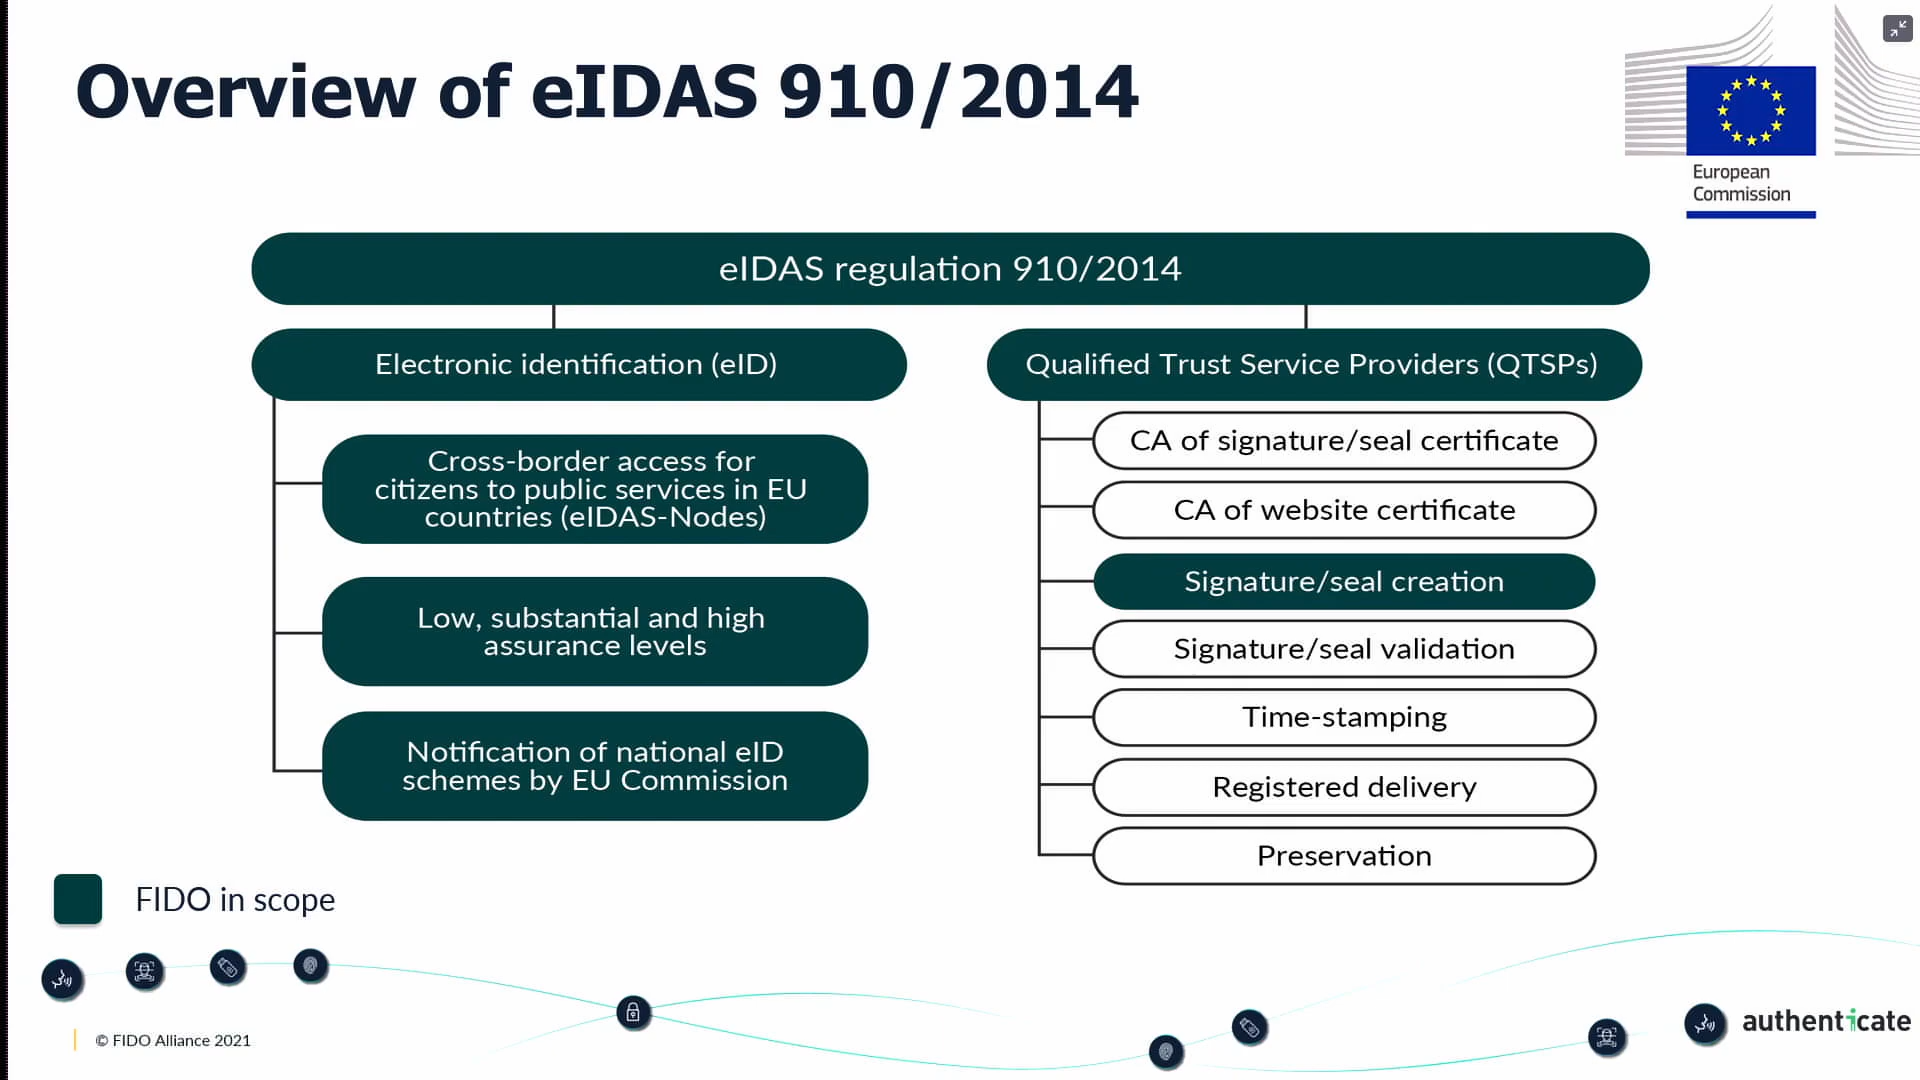 Overview of eIDAS 910/2014
European
Commission
eIDAS regulation 910/2014
Electronic identification (eID)
Cross-border access for
citizens to public services in EU
countries (eIDAS-Nodes)
Low, substantial and high
assurance levels
Notification of national eID
schemes by EU Commission
Qualified Trust Service Providers (QTSPs)
CA of signature/seal certificate
CA of website certificate
Signature/seal creation
Signature/seal validation
Time-stamping
Registered delivery
Preservation
FIDO in scope
© FIDO Alliance 2021
authenticate